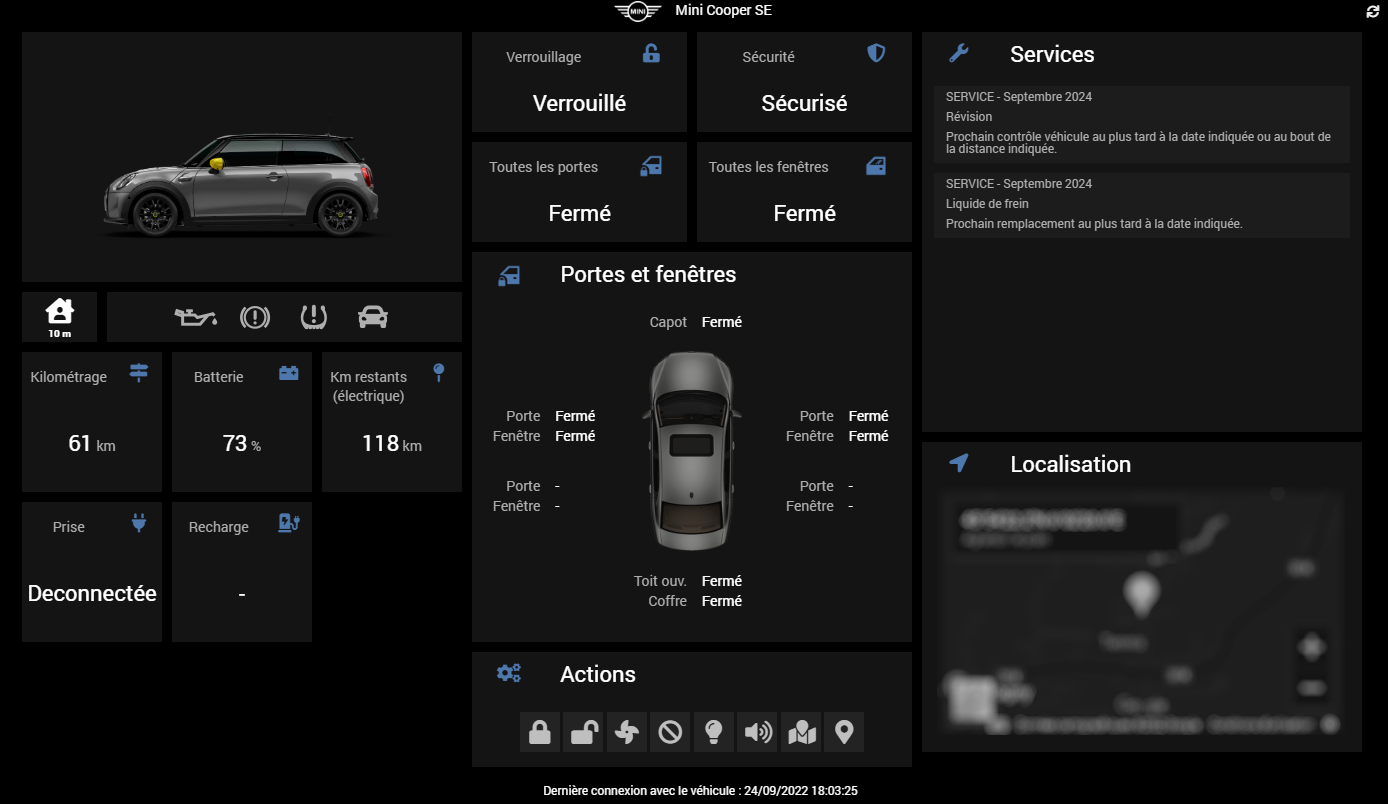 MINI
Mini Cooper SE
Verrouillage
Verrouillé
Sécurité
Sécurisé
Toutes les portes
Fermé
Toutes les fenêtres
Fermé
10 m
Kilométrage
61 km
Batterie
73 %
Km restants
(électrique)
118 km
Prise
Deconnectée
Recharge
-
Portes et fenêtres
Capot Fermé
Porte Fermé
Fenêtre Fermé
Porte Fermé
Fenêtre Fermé
Porte -
Fenêtre -
Porte -
Fenêtre -
Toit ouv. Fermé
Coffre Fermé
Actions
Services
SERVICE - Septembre 2024
Révision
Prochain contrôle véhicule au plus tard à la date indiquée ou au bout de
la distance indiquée.
SERVICE - Septembre 2024
Liquide de frein
Prochain remplacement au plus tard à la date indiquée.
Localisation
Dernière connexion avec le véhicule : 24/09/2022 18:03:25